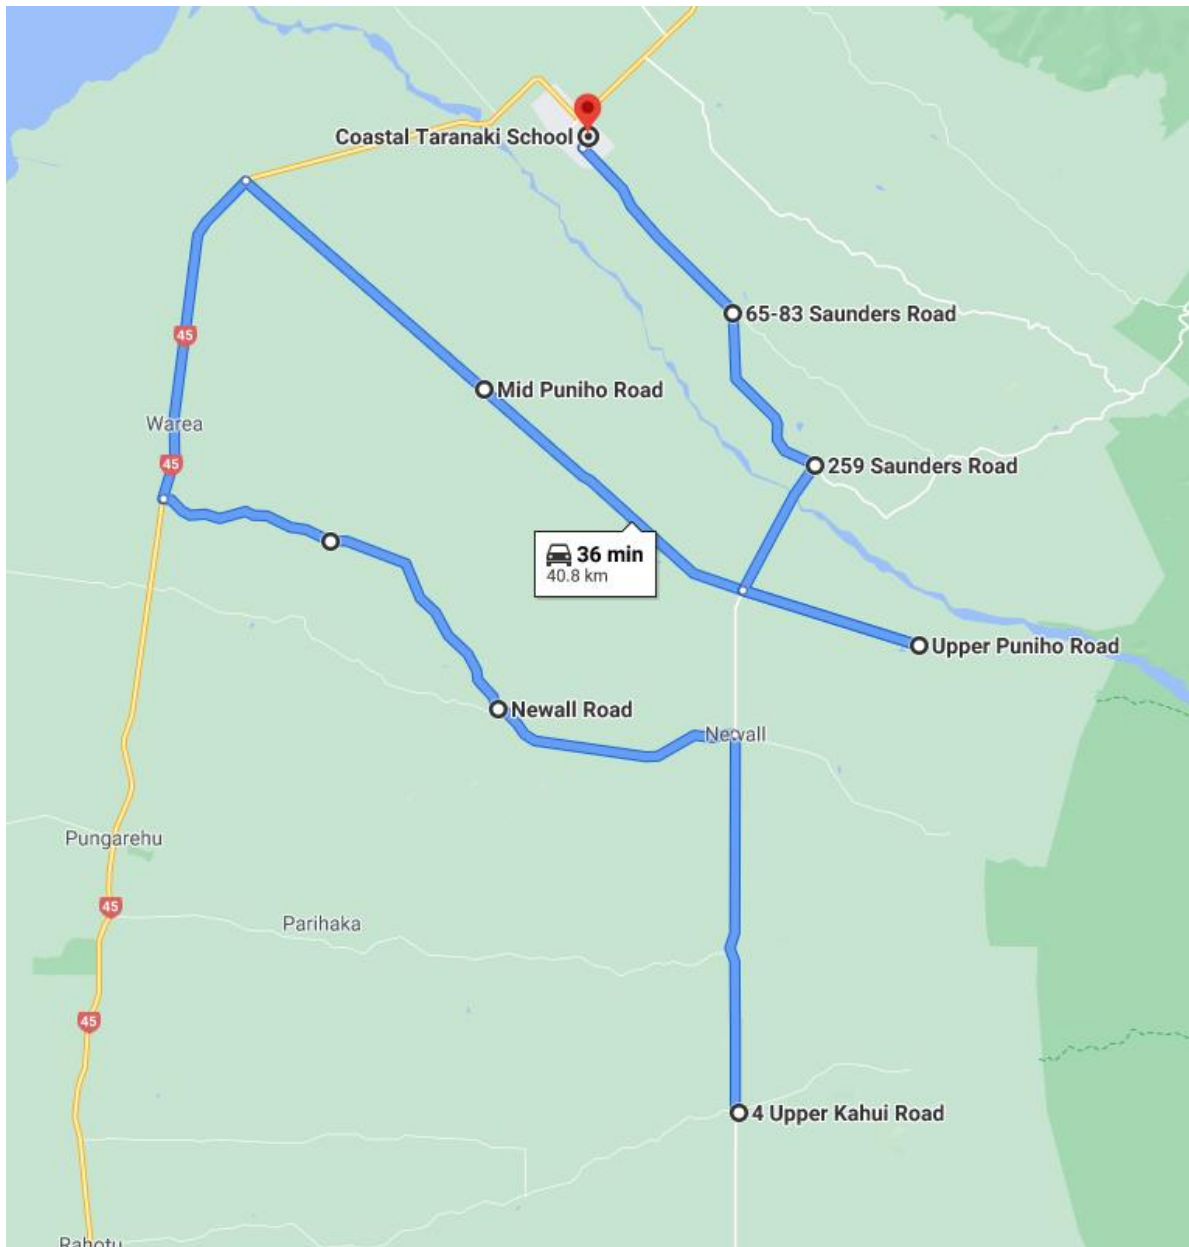 Coastal Taranaki School
65-83 Saunders Road
45
Mid Puniho Road
Warea
45
259 Saunders Road
36 min
40.8 km
Upper Puniho Road
Newall Road
Newall
Pungarehu
45
Parihaka
45
4 Upper Kahui Road
Rahotu